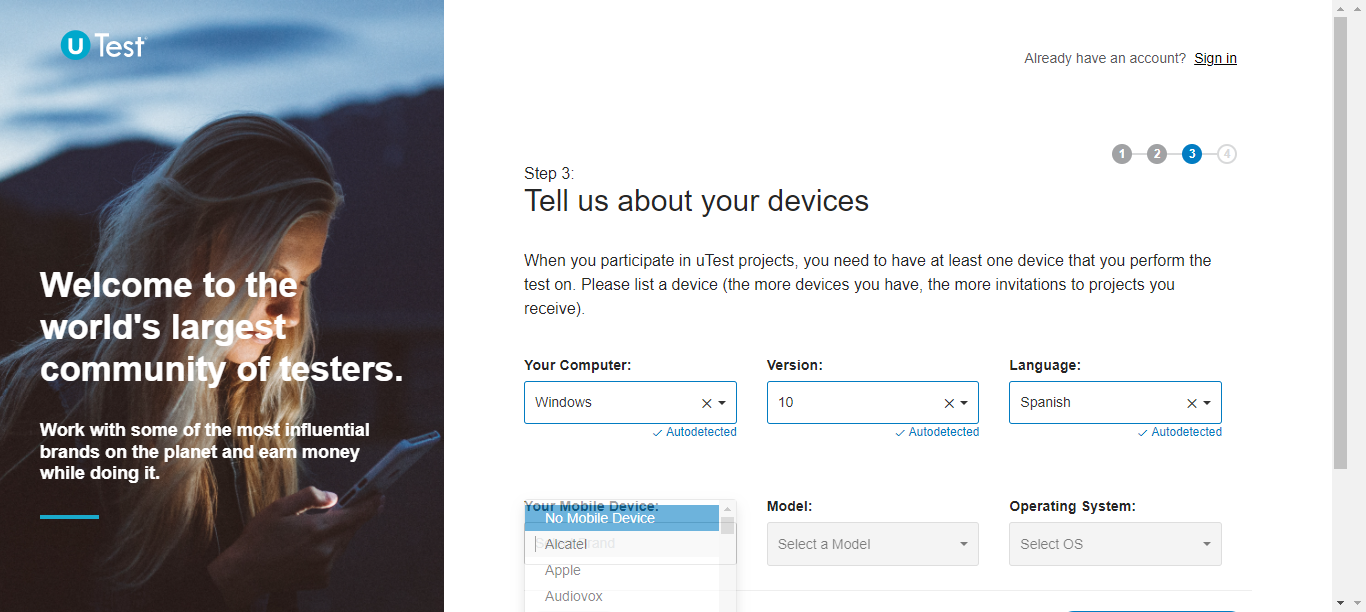 U Test
Already have an account? Sign in
1 2 3 4
Step 3:
Tell us about your devices
When you participate in uTest projects, you need to have at least one device that you perform the
test on. Please list a device (the more devices you have, the more invitations to projects you
receive).
Welcome to the
world's largest
community of testers.
Work with some of the most influential
brands on the planet and earn money
while doing it.
Your Computer: Version: Language:
Windows 10 Spanish
Autodetected Autodetected Autodetected
Your Mobile Device: Model: Operating System:
No Mobile Device
Alcatel Select a Model Select OS
Apple
Audiovox